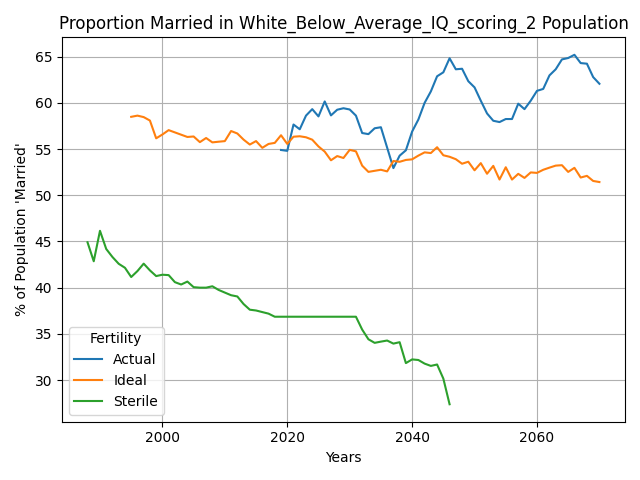 Proportion Married in White_Below_Average_IQ_scoring_2 Population
% of Population 'Married'
65
60
55
50
45
40
35
30
Fertility
Actual
Ideal
Sterile
2000
2020
2040
2060
Years